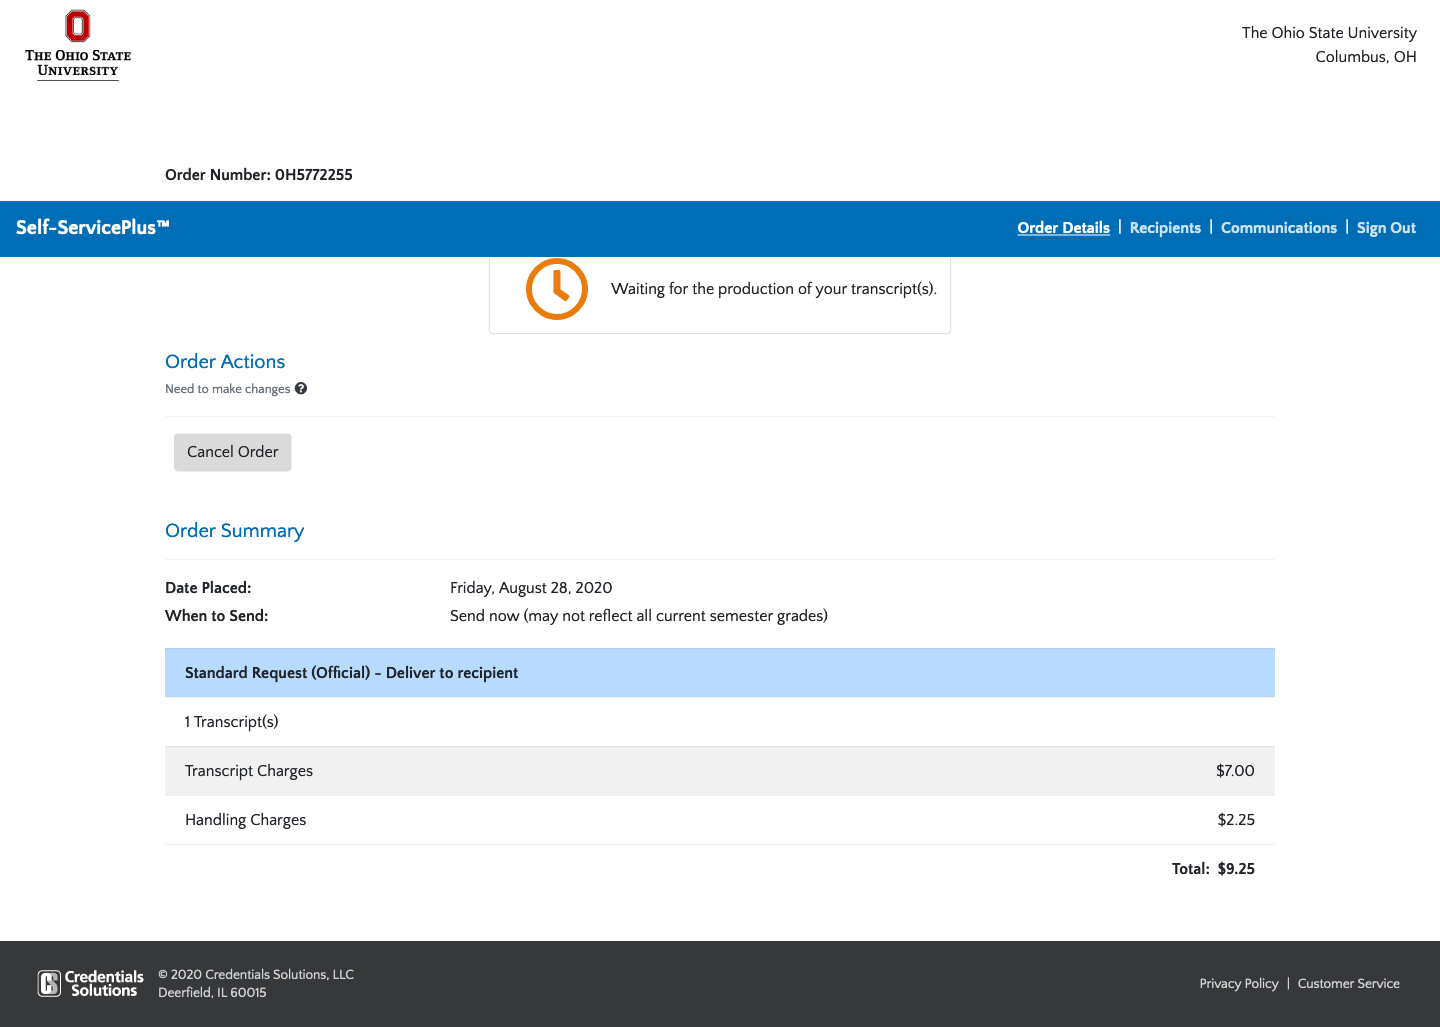 The Ohio State
University
The Ohio State University
Columbus, OH
Order Number: OH5772255
Self-ServicePlus™
Order Details | Recipients | Communications | Sign Out
Waiting for the production of your transcript(s).
Order Actions
Need to make changes
Cancel Order
Order Summary
Date Placed: Friday, August 28, 2020
When to Send: Send now (may not reflect all current semester grades)
Standard Request (Official) - Deliver to recipient
1 Transcript(s)
Transcript Charges $7.00
Handling Charges $2.25
Total: $9.25
Credentials
Solutions
© 2020 Credentials Solutions, LLC
Deerfield, IL 60015
Privacy Policy | Customer Service